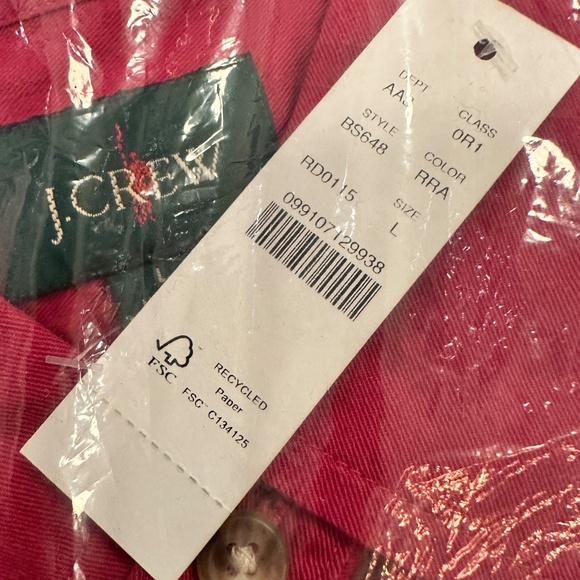 J.CREW
DEPT CLASS
0R1
STYLE COLOR
BS648 RRA
SIZE
RD0115 L
099107129938
FSC
RECYCLED
Paper
FSC® C134125